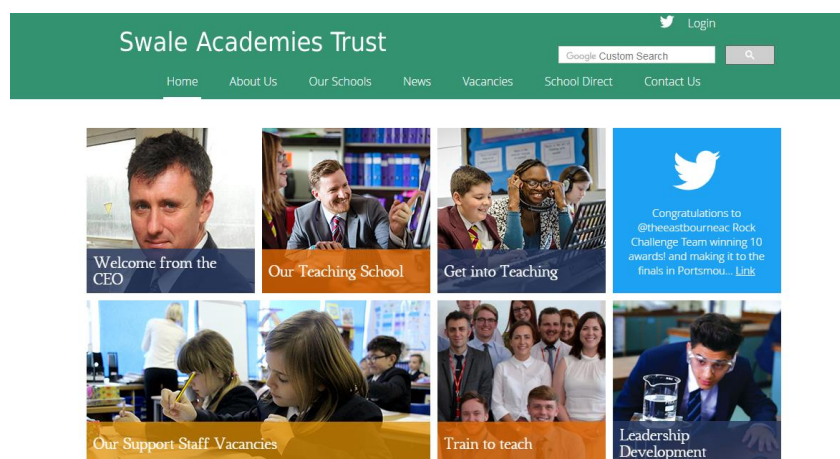 Login
Swale Academies Trust
Google Custom Search
Home About Us Our Schools News Vacancies School Direct Contact Us
Welcome from the
CEO
Our Teaching School
Get into Teaching
Congratulations to
@theeastbourneac Rock
Challenge Team winning 10
awards! and making it to the
finals in Portsmou... Link
Our Support Staff Vacancies
Train to teach
Leadership
Development